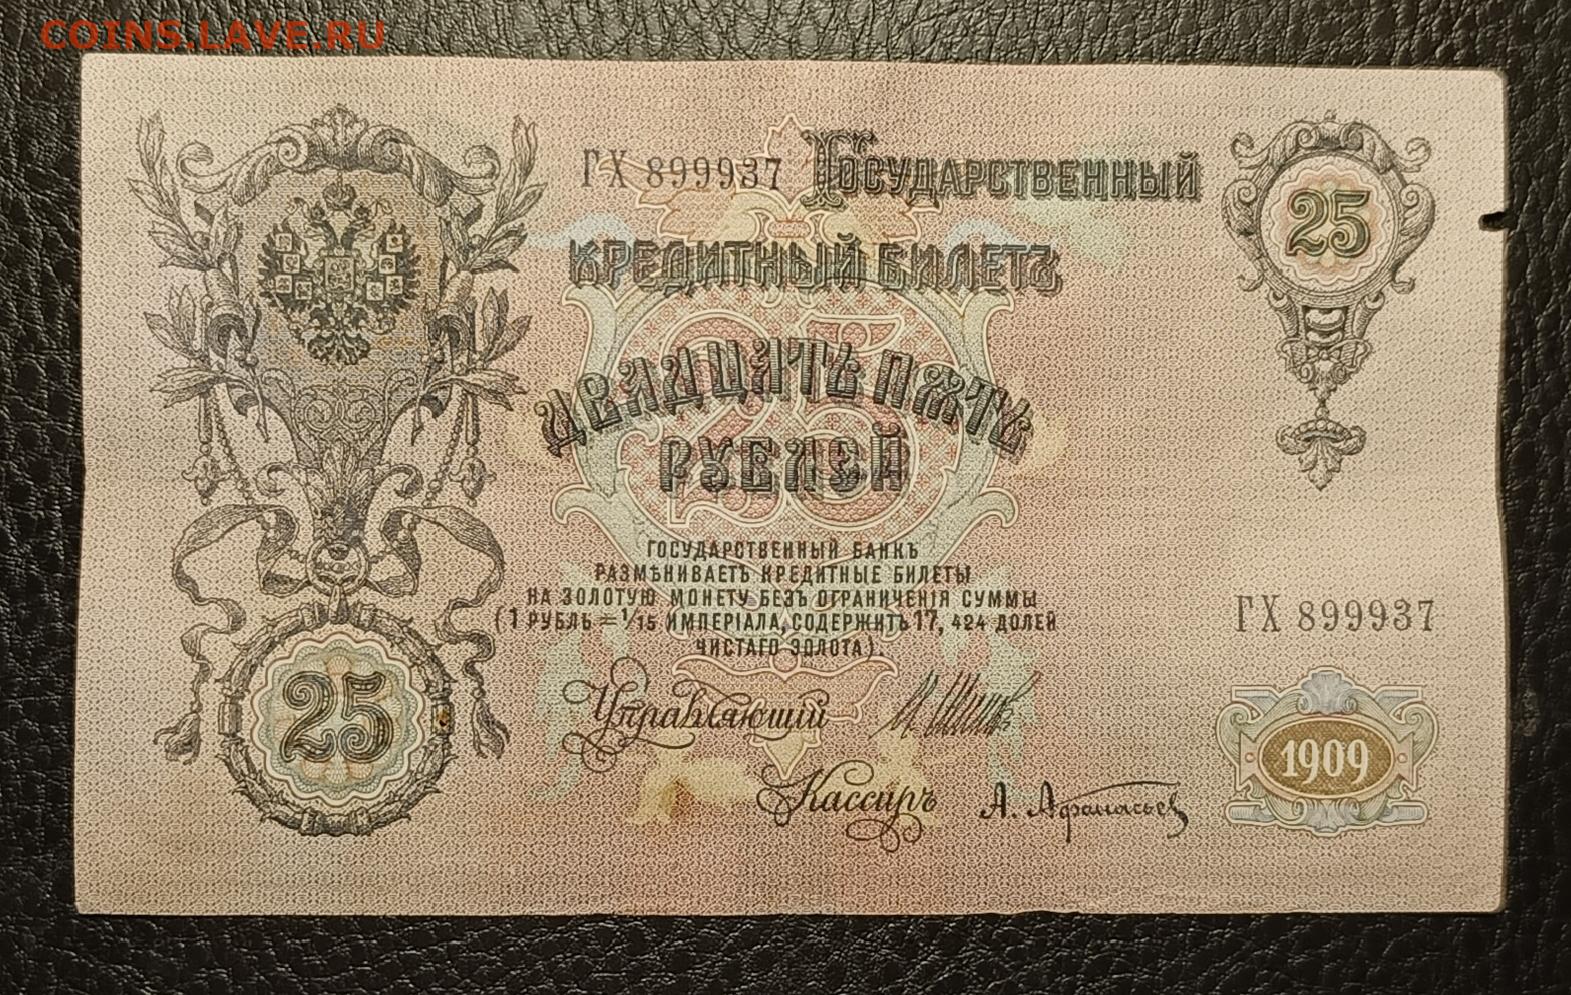 COINS.LAVE.RU
ГХ 899937 ГОСУДАРСТВЕННЫЙ
КРЕДИТНЫЙ БИЛЕТЪ
ДВАДЦАТЬ ПѦТЬ
РУБЛЕЙ
25
25
ГОСУДАРСТВЕННЫЙ БАНКЪ
РАЗМѢНИВАЕТЪ КРЕДИТНЫЕ БИЛЕТЫ
НА ЗОЛОТУЮ МОНЕТУ БЕЗЪ ОГРАНИЧЕНІЯ СУММЫ
(1 РУБЛЬ = 1/15 ИМПЕРІАЛА, СОДЕРЖИТЪ 17, 424 ДОЛЕЙ
ЧИСТАГО ЗОЛОТА).
ГХ 899937
Управляющій
Кассиръ А. Афанасьев
25
1909